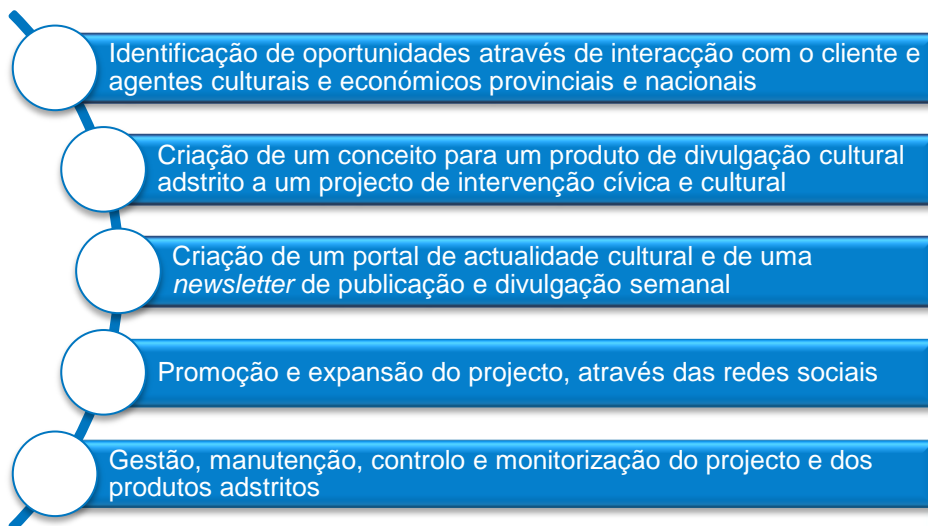 Identificação de oportunidades através de interacção com o cliente e
agentes culturais e económicos provinciais e nacionais
Criação de um conceito para um produto de divulgação cultural
adstrito a um projecto de intervenção cívica e cultural
Criação de um portal de actualidade cultural e de uma
newsletter de publicação e divulgação semanal
Promoção e expansão do projecto, através das redes sociais
Gestão, manutenção, controlo e monitorização do projecto e dos
produtos adstritos